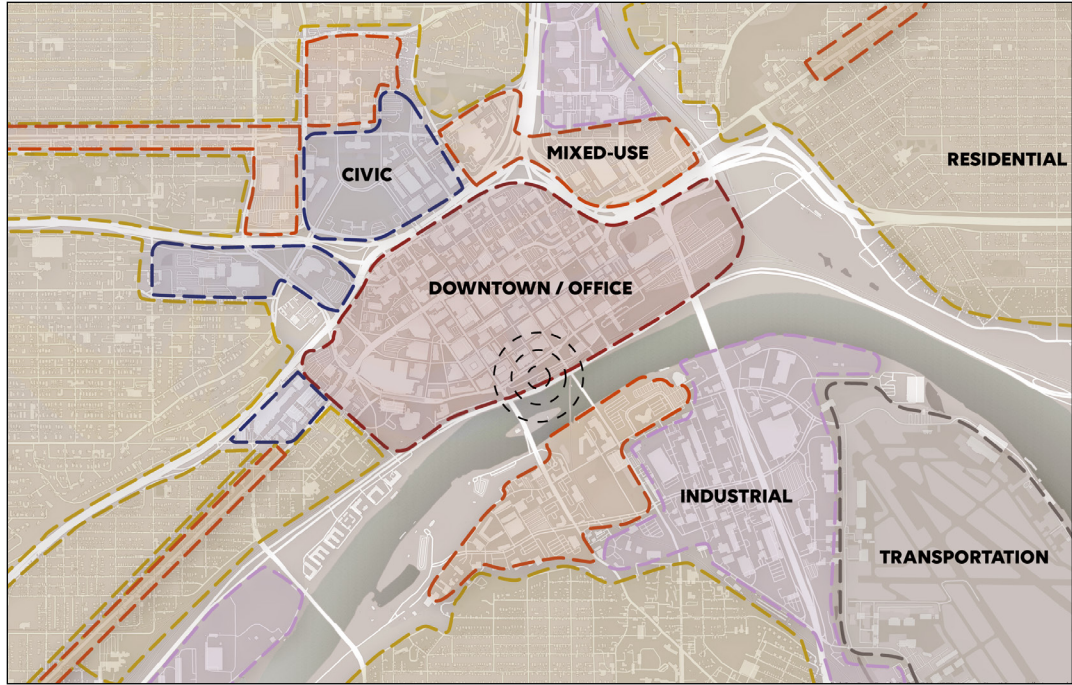 MIXED-USE
RESIDENTIAL
CIVIC
DOWNTOWN / OFFICE
INDUSTRIAL
TRANSPORTATION